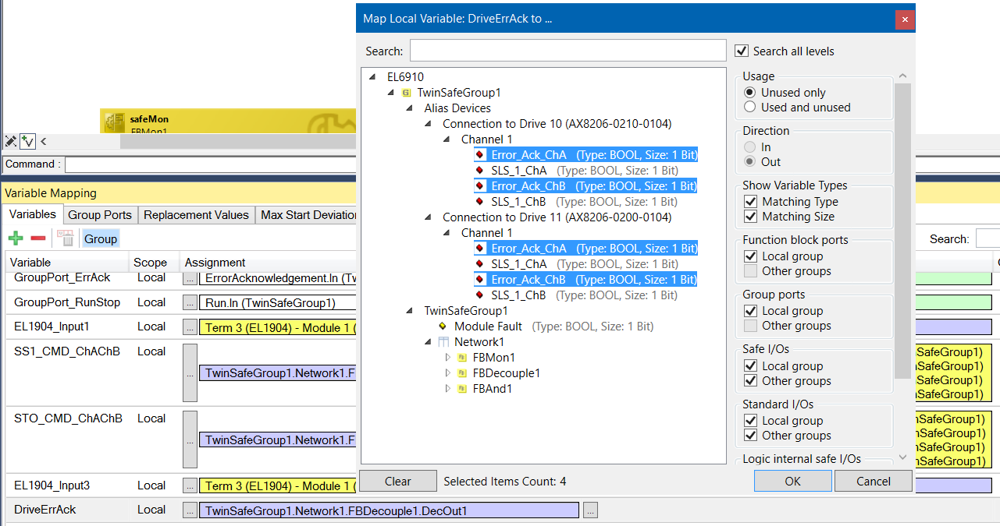 Map Local Variable: DriveErrAck to ...
Search:
Search all levels
EL6910
TwinSafeGroup1
Alias Devices
Connection to Drive 10 (AX8206-0210-0104)
Channel 1
Error_Ack_ChA (Type: BOOL, Size: 1 Bit)
SLS_1_ChA (Type: BOOL, Size: 1 Bit)
Error_Ack_ChB (Type: BOOL, Size: 1 Bit)
SLS_1_ChB (Type: BOOL, Size: 1 Bit)
Connection to Drive 11 (AX8206-0200-0104)
Channel 1
Error_Ack_ChA (Type: BOOL, Size: 1 Bit)
SLS_1_ChA (Type: BOOL, Size: 1 Bit)
Error_Ack_ChB (Type: BOOL, Size: 1 Bit)
SLS_1_ChB (Type: BOOL, Size: 1 Bit)
TwinSafeGroup1
Module Fault (Type: BOOL, Size: 1 Bit)
Network1
FBMon1
FBDecouple1
FBAnd1
Usage
Unused only
Used and unused
Direction
In
Out
Show Variable Types
Matching Type
Matching Size
Function block ports
Local group
Other groups
Group ports
Local group
Other groups
Safe I/Os
Local group
Other groups
Standard I/Os
Local group
Other groups
Logic internal safe I/Os
Clear
Selected Items Count: 4
OK
Cancel
safeMon
FBMon1
Command :
Variable Mapping
Variables
Group Ports
Replacement Values
Max Start Deviation
Group
Search:
Variable Scope Assignment
GroupPort_ErrAck Local ... ErrorAcknowledgement.In (Tw
GroupPort_RunStop Local ... Run.In (TwinSafeGroup1)
EL1904_Input1 Local ... Term 3 (EL1904) - Module 1 (
SS1_CMD_ChAChB Local ... TwinSafeGroup1.Network1.F
SafeGroup1)
SafeGroup1)
SafeGroup1)
SafeGroup1)
STO_CMD_ChAChB Local ... TwinSafeGroup1.Network1.F
nSafeGroup1)
nSafeGroup1)
nSafeGroup1)
nSafeGroup1)
EL1904_Input3 Local ... Term 3 (EL1904) - Module 1 (
DriveErrAck Local ... TwinSafeGroup1.Network1.FBDecouple1.DecOut1 ...